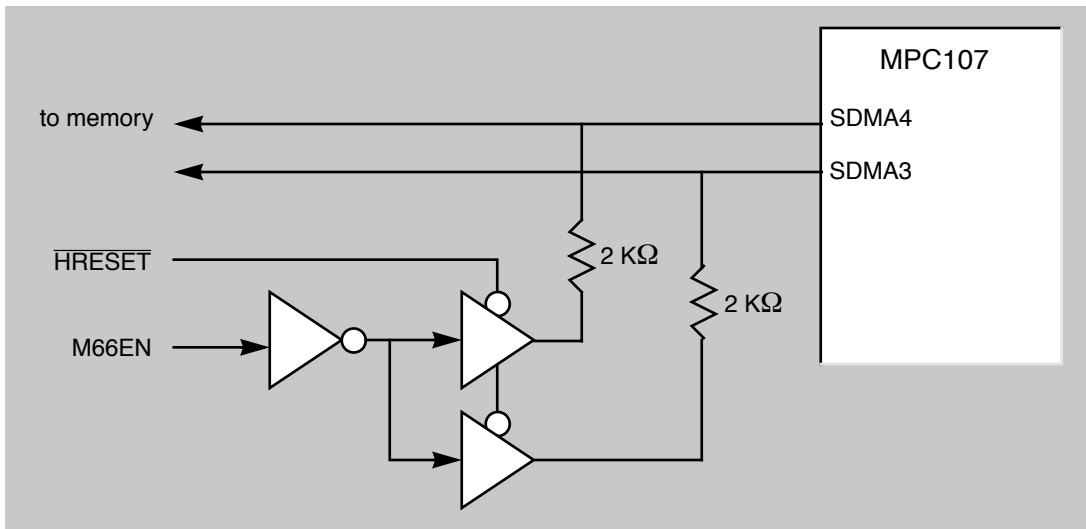 MPC107
to memory
SDMA4
SDMA3
HRESET
2 KΩ
2 KΩ
M66EN